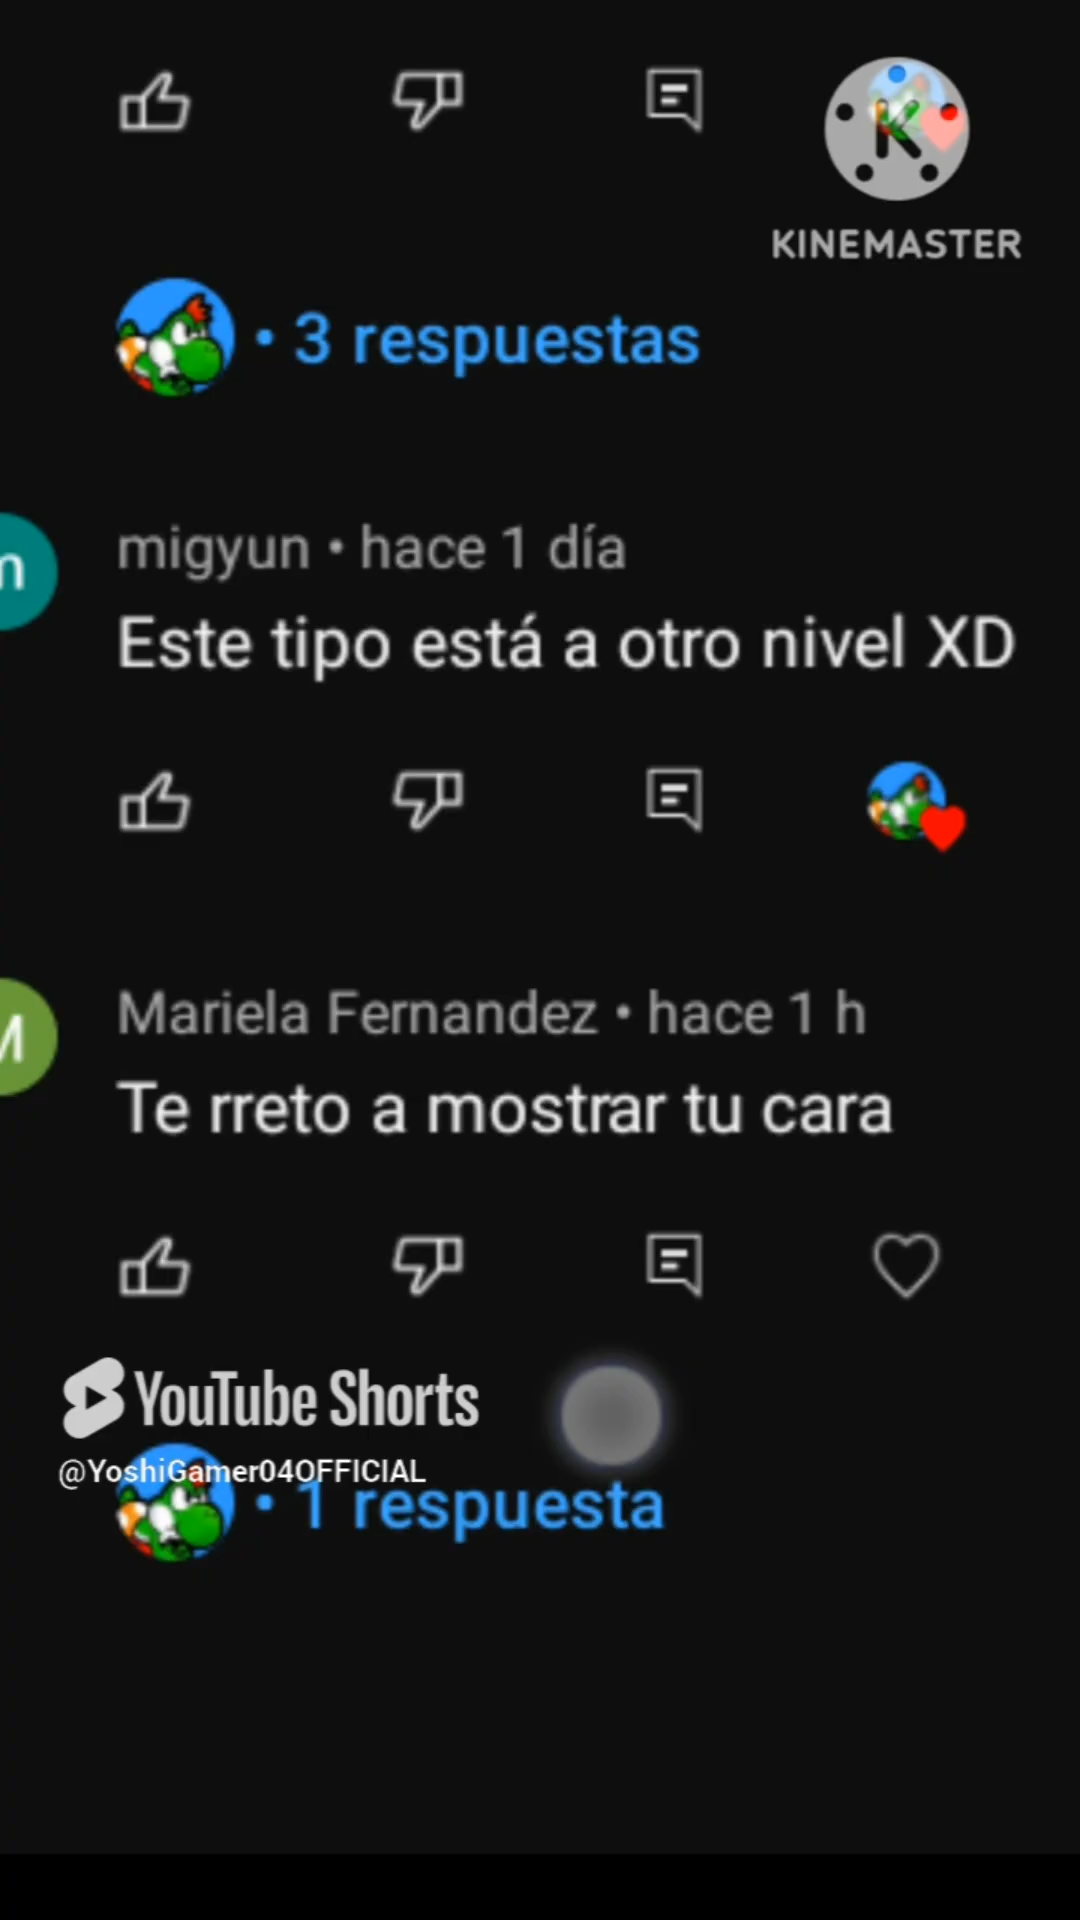 K
KINEMASTER
• 3 respuestas
m
migyun • hace 1 día
Este tipo está a otro nivel XD
M
Mariela Fernandez • hace 1 h
Te rreto a mostrar tu cara
YouTube Shorts
@YoshiGamer04OFFICIAL
• 1 respuesta